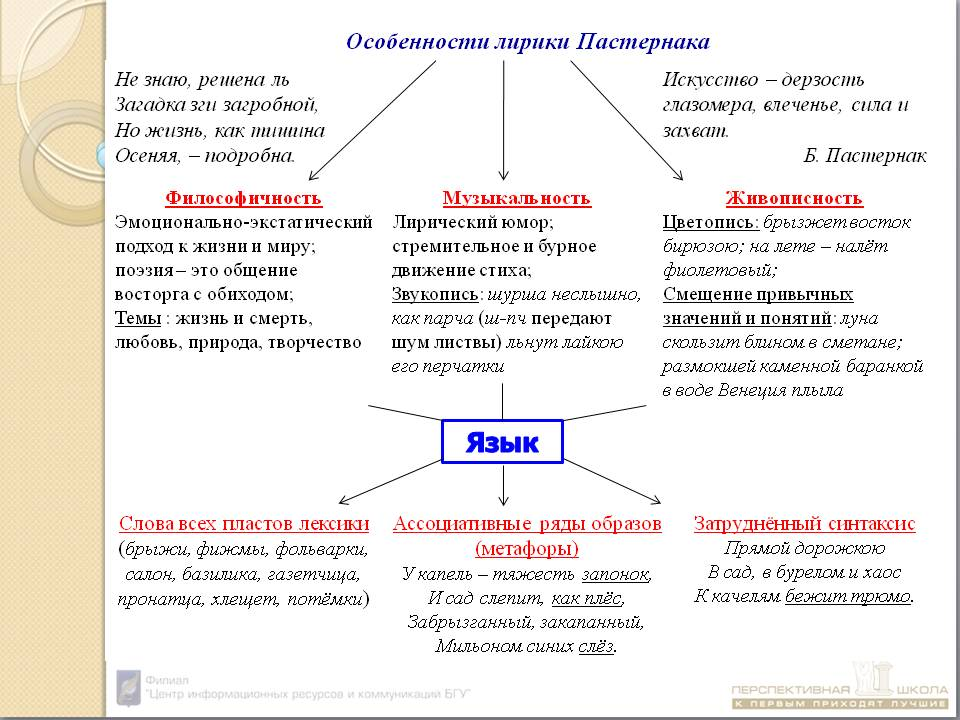 Особенности лирики Пастернака
Не знаю, решена ль
Загадка зги загробной,
Но жизнь, как тишина
Осеняя, – подробна.
Искусство – дерзость
глазомера, влеченье, сила и
захват.
Б. Пастернак
Философичность
Эмоционально-экстатический
подход к жизни и миру;
поэзия – это общение
восторга с обиходом;
Темы : жизнь и смерть,
любовь, природа, творчество
Музыкальность
Лирический юмор;
стремительное и бурное
движение стиха;
Звукопись: шурша неслышно,
как парча (ш-пч передают
шум листвы) льнут лайкою
его перчатки
Живописность
Цветопись: брызжет восток
бирюзою; на лете – налёт
фиолетовый;
Смещение привычных
значений и понятий: луна
скользит блином в сметане;
размокшей каменной баранкой
в воде Венеция плыла
Язык
Слова всех пластов лексики
(брыжи, фижмы, фольварки,
салон, базилика, газетчица,
пронатца, хлещет, потёмки)
Ассоциативные ряды образов
(метафоры)
У капель – тяжесть запонок,
И сад слепит, как плёс,
Забрызганный, закапанный,
Мильоном синих слёз.
Затруднённый синтаксис
Прямой дорожкою
В сад, в бурелом и хаос
К качелям бежит трюмо.
Филиал
"Центр информационных ресурсов и коммуникаций БГУ"
ПЕРСПЕКТИВНАЯ ШКОЛА
К ПЕРВЫМ ПРИХОДЯТ ЛУЧШИЕ